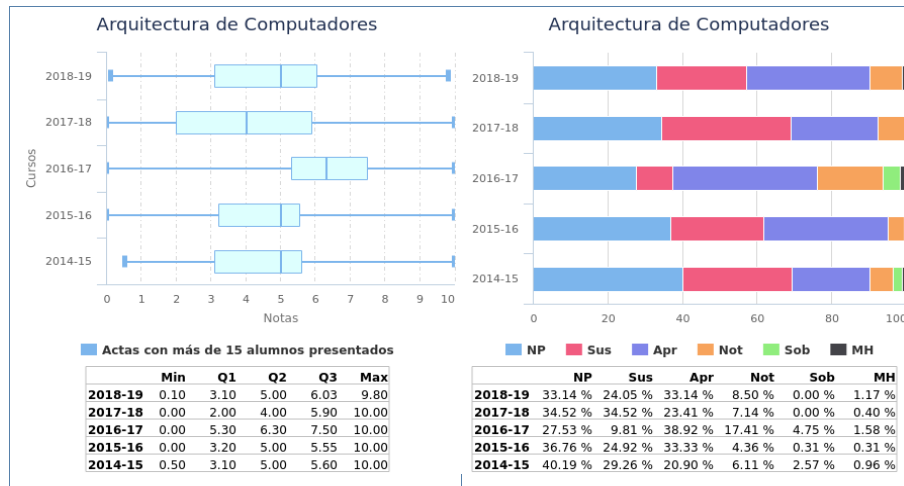 Arquitectura de Computadores
2018-19
2017-18
2016-17
2015-16
2014-15
Cursos
0 1 2 3 4 5 6 7 8 9 10
Notas
Actas con más de 15 alumnos presentados
Min Q1 Q2 Q3 Max
2018-19 0.10 3.10 5.00 6.03 9.80
2017-18 0.00 2.00 4.00 5.90 10.00
2016-17 0.00 5.30 6.30 7.50 10.00
2015-16 0.00 3.20 5.00 5.55 10.00
2014-15 0.50 3.10 5.00 5.60 10.00
Arquitectura de Computadores
2018-19
2017-18
2016-17
2015-16
2014-15
0 20 40 60 80 100
NP Sus Apr Not Sob MH
NP Sus Apr Not Sob MH
2018-19 33.14 % 24.05 % 33.14 % 8.50 % 0.00 % 1.17 %
2017-18 34.52 % 34.52 % 23.41 % 7.14 % 0.00 % 0.40 %
2016-17 27.53 % 9.81 % 38.92 % 17.41 % 4.75 % 1.58 %
2015-16 36.76 % 24.92 % 33.33 % 4.36 % 0.31 % 0.31 %
2014-15 40.19 % 29.26 % 20.90 % 6.11 % 2.57 % 0.96 %